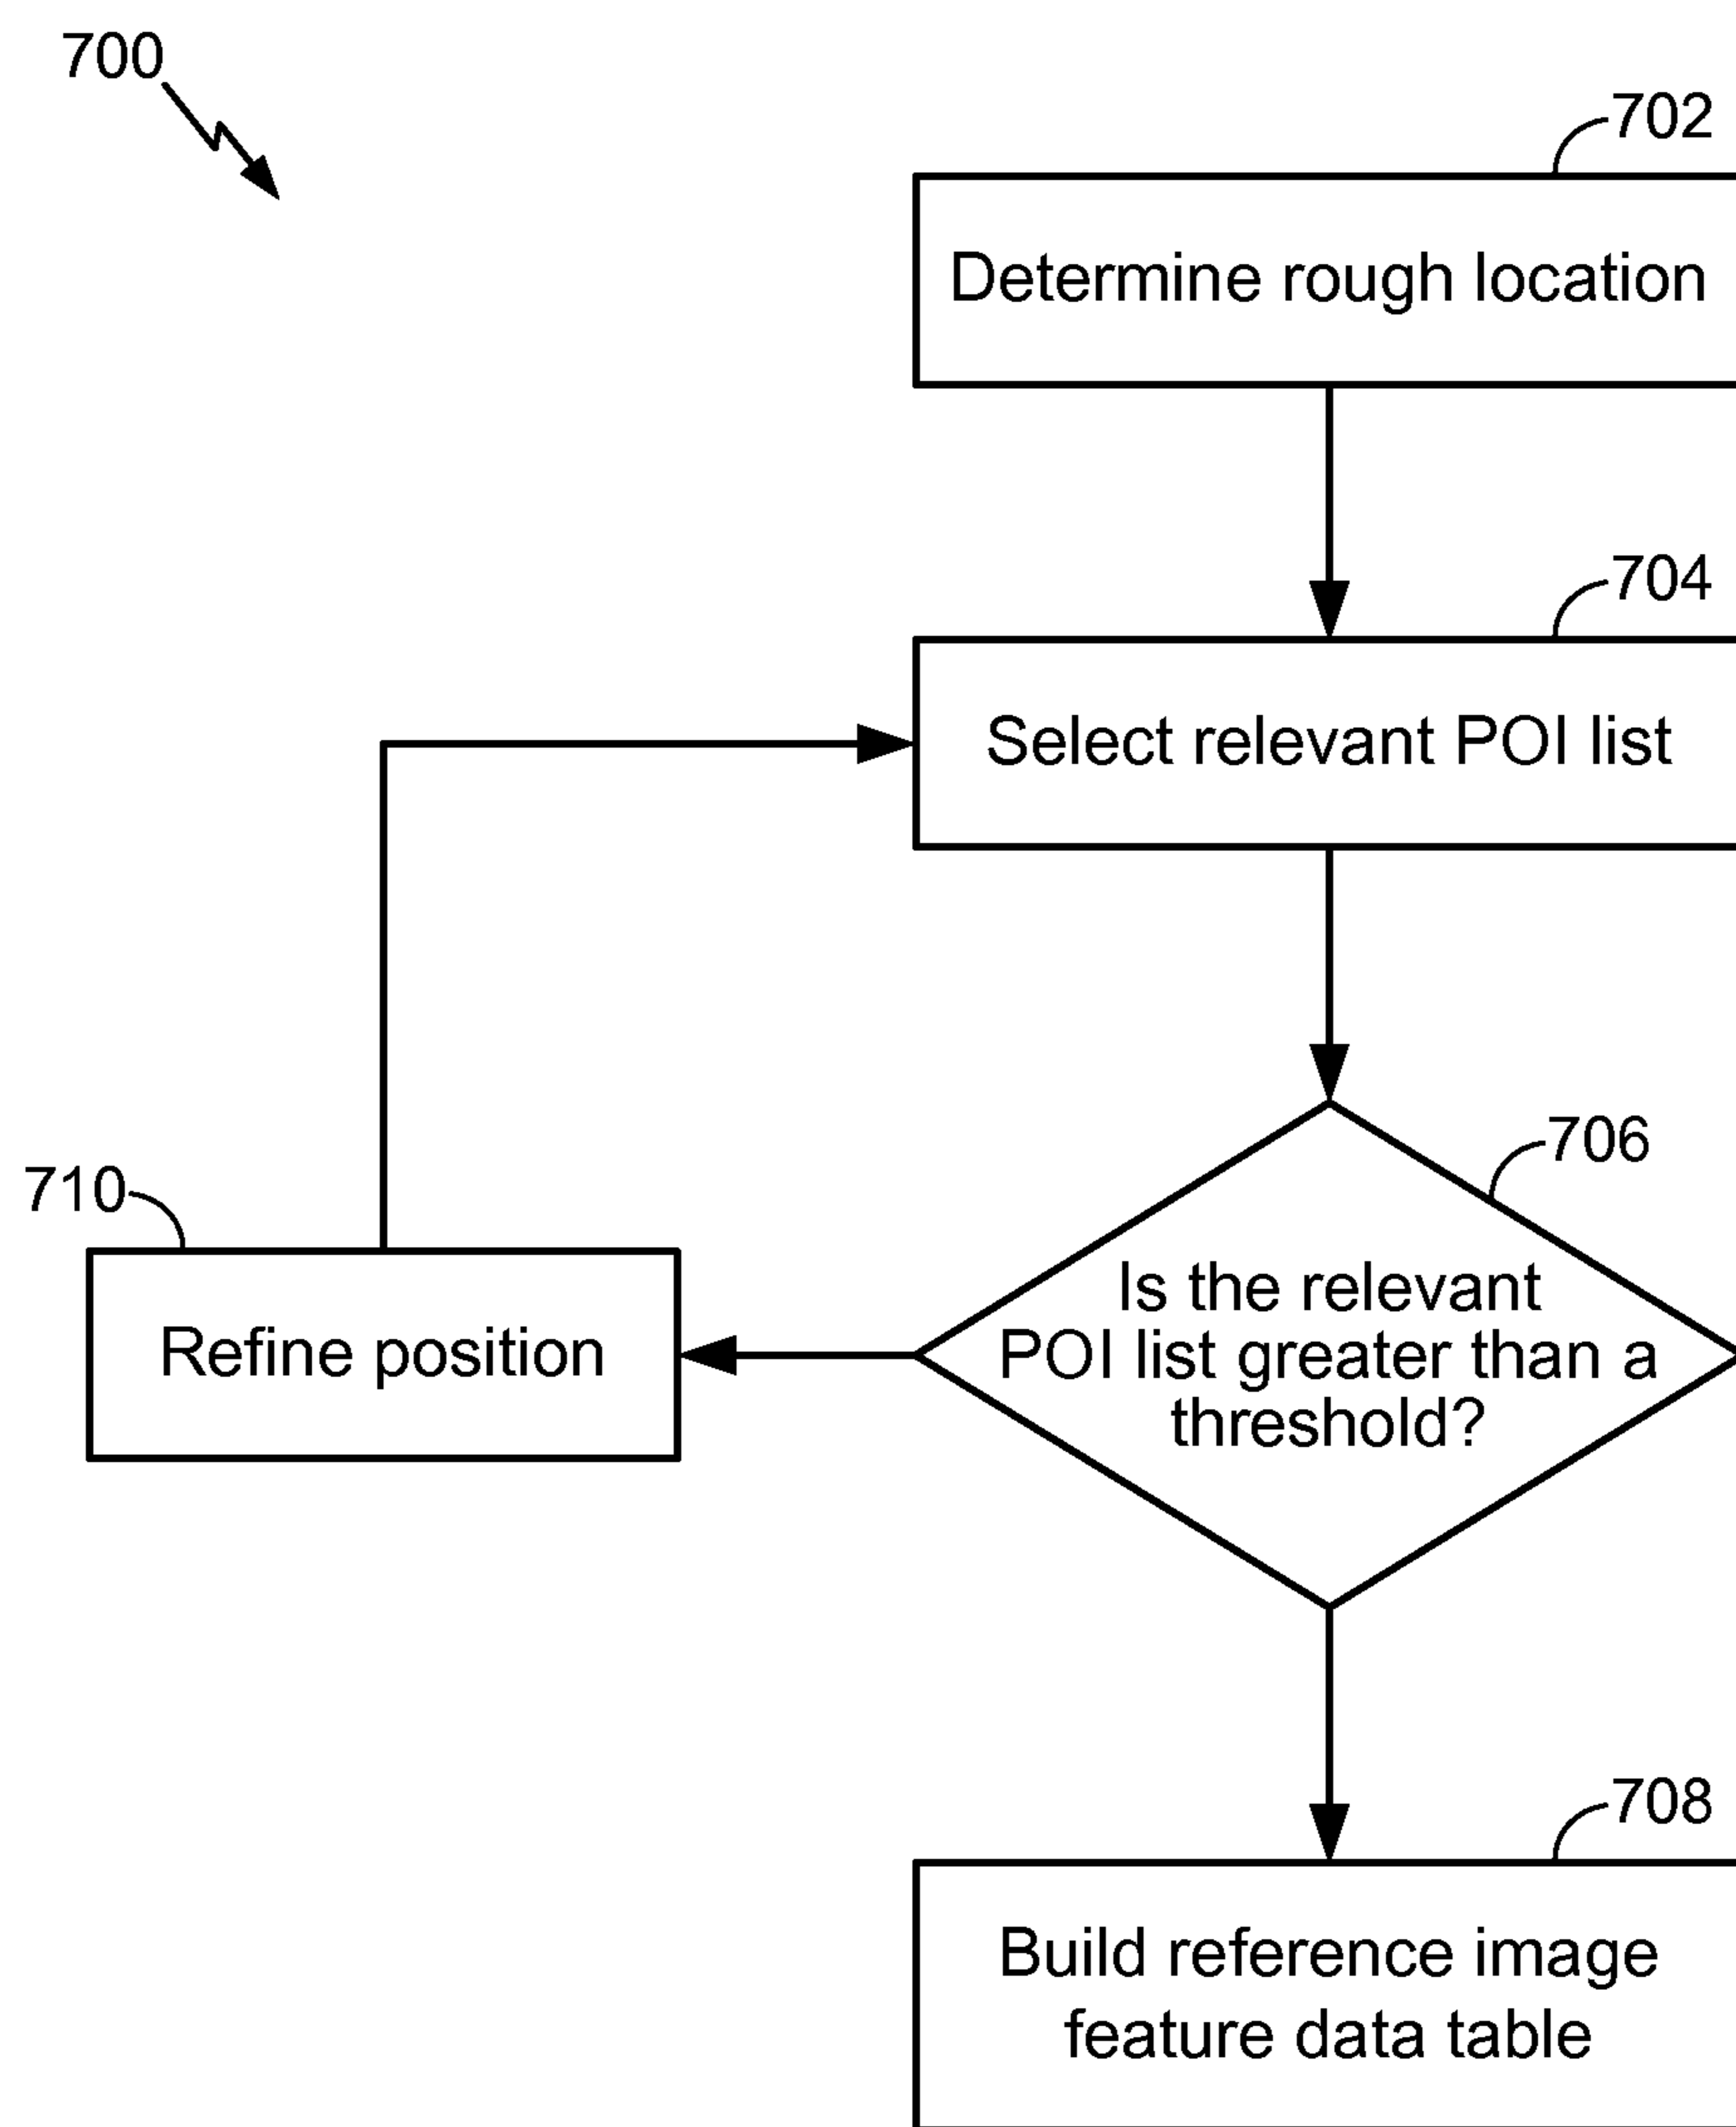 700
702
Determine rough location
704
Select relevant POI list
706
710
Is the relevant
POI list greater than a
threshold?
Refine position
708
Build reference image
feature data table